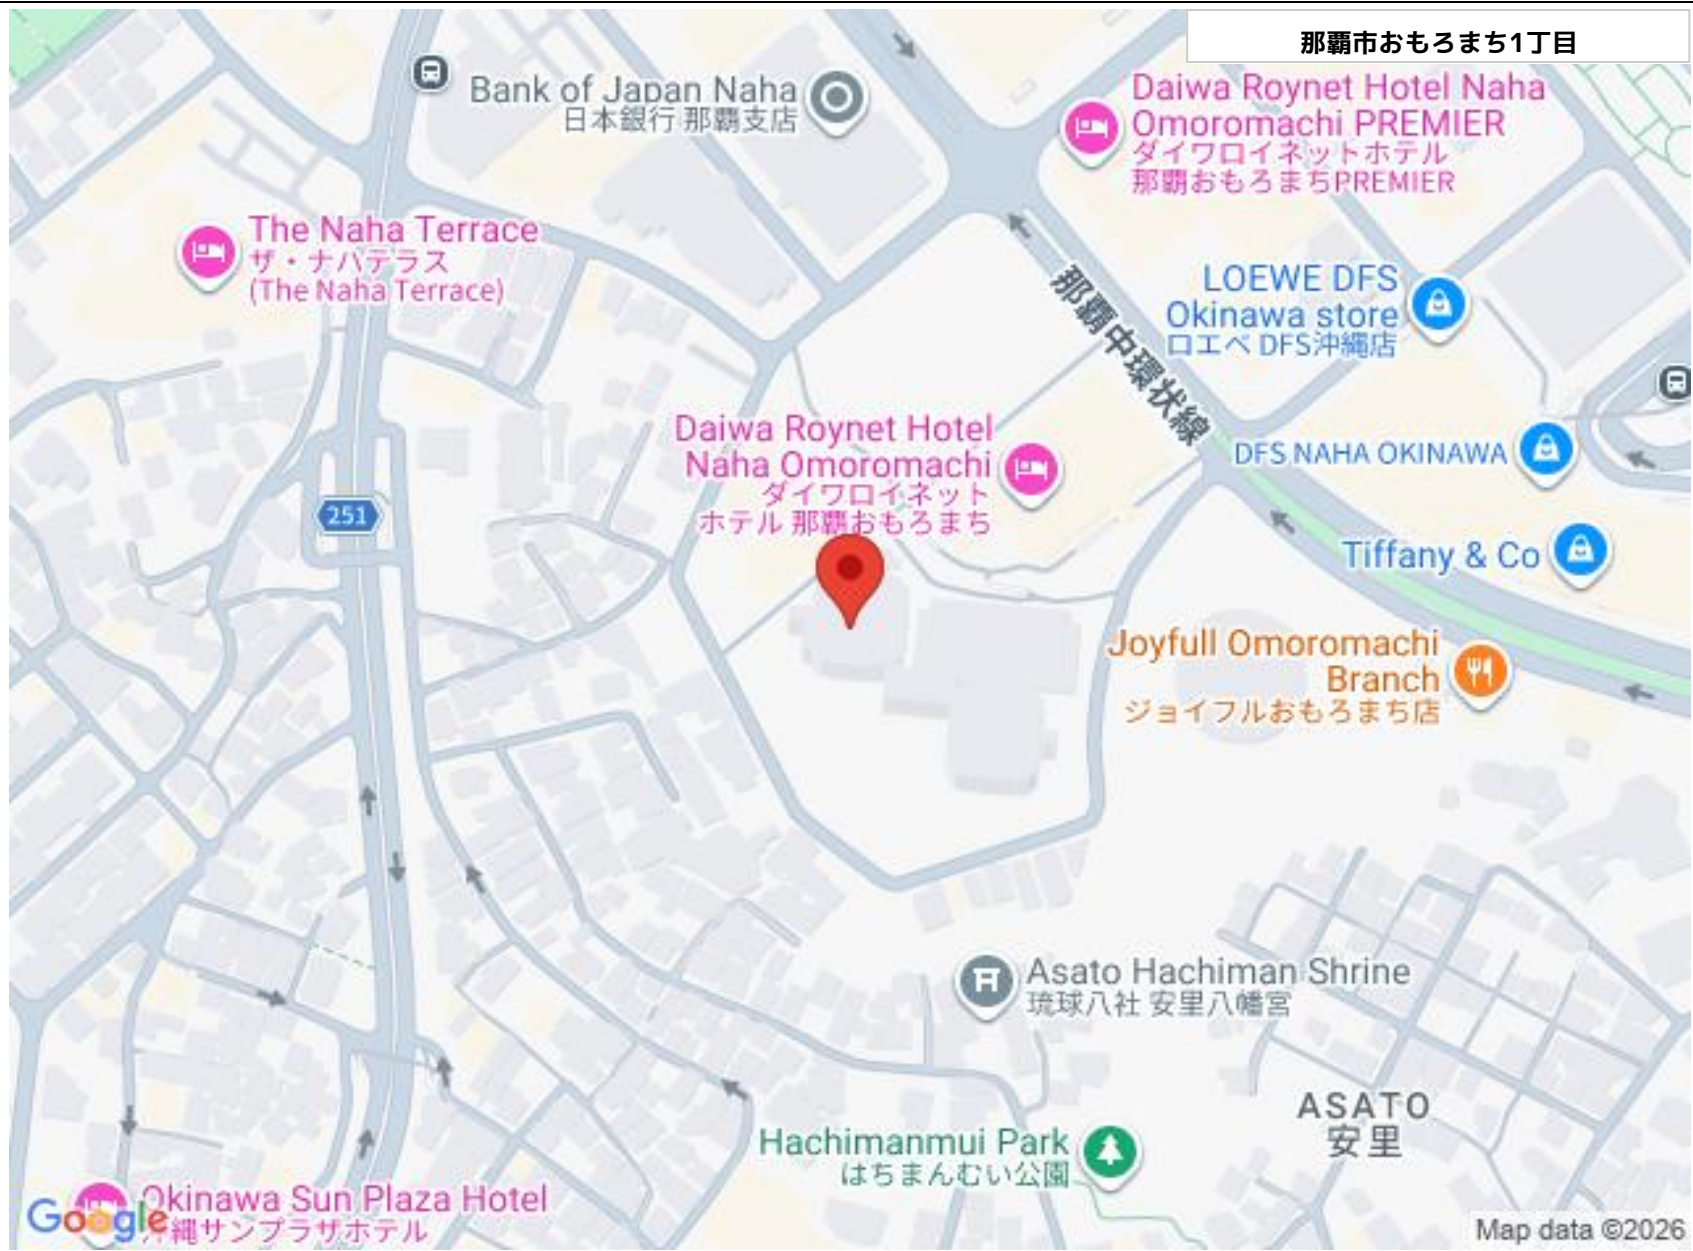 那覇市おもろまち1丁目
Bank of Japan Naha
日本銀行 那覇支店
Daiwa Roynet Hotel Naha
Omoromachi PREMIER
ダイワロイネットホテル
那覇おもろまちPREMIER
The Naha Terrace
ザ・ナハテラス
(The Naha Terrace)
那覇中環状線
LOEWE DFS
Okinawa store
ロエベ DFS沖縄店
Daiwa Roynet Hotel
Naha Omoromachi
ダイワロイネット
ホテル 那覇おもろまち
DFS NAHA OKINAWA
251
Tiffany & Co
Joyfull Omoromachi
Branch
ジョイフルおもろまち店
Asato Hachiman Shrine
琉球八社 安里八幡宮
ASATO
安里
Hachimanmui Park
はちまんむい公園
Okinawa Sun Plaza Hotel
沖縄サンプラザホテル
Google
Map data ©2026